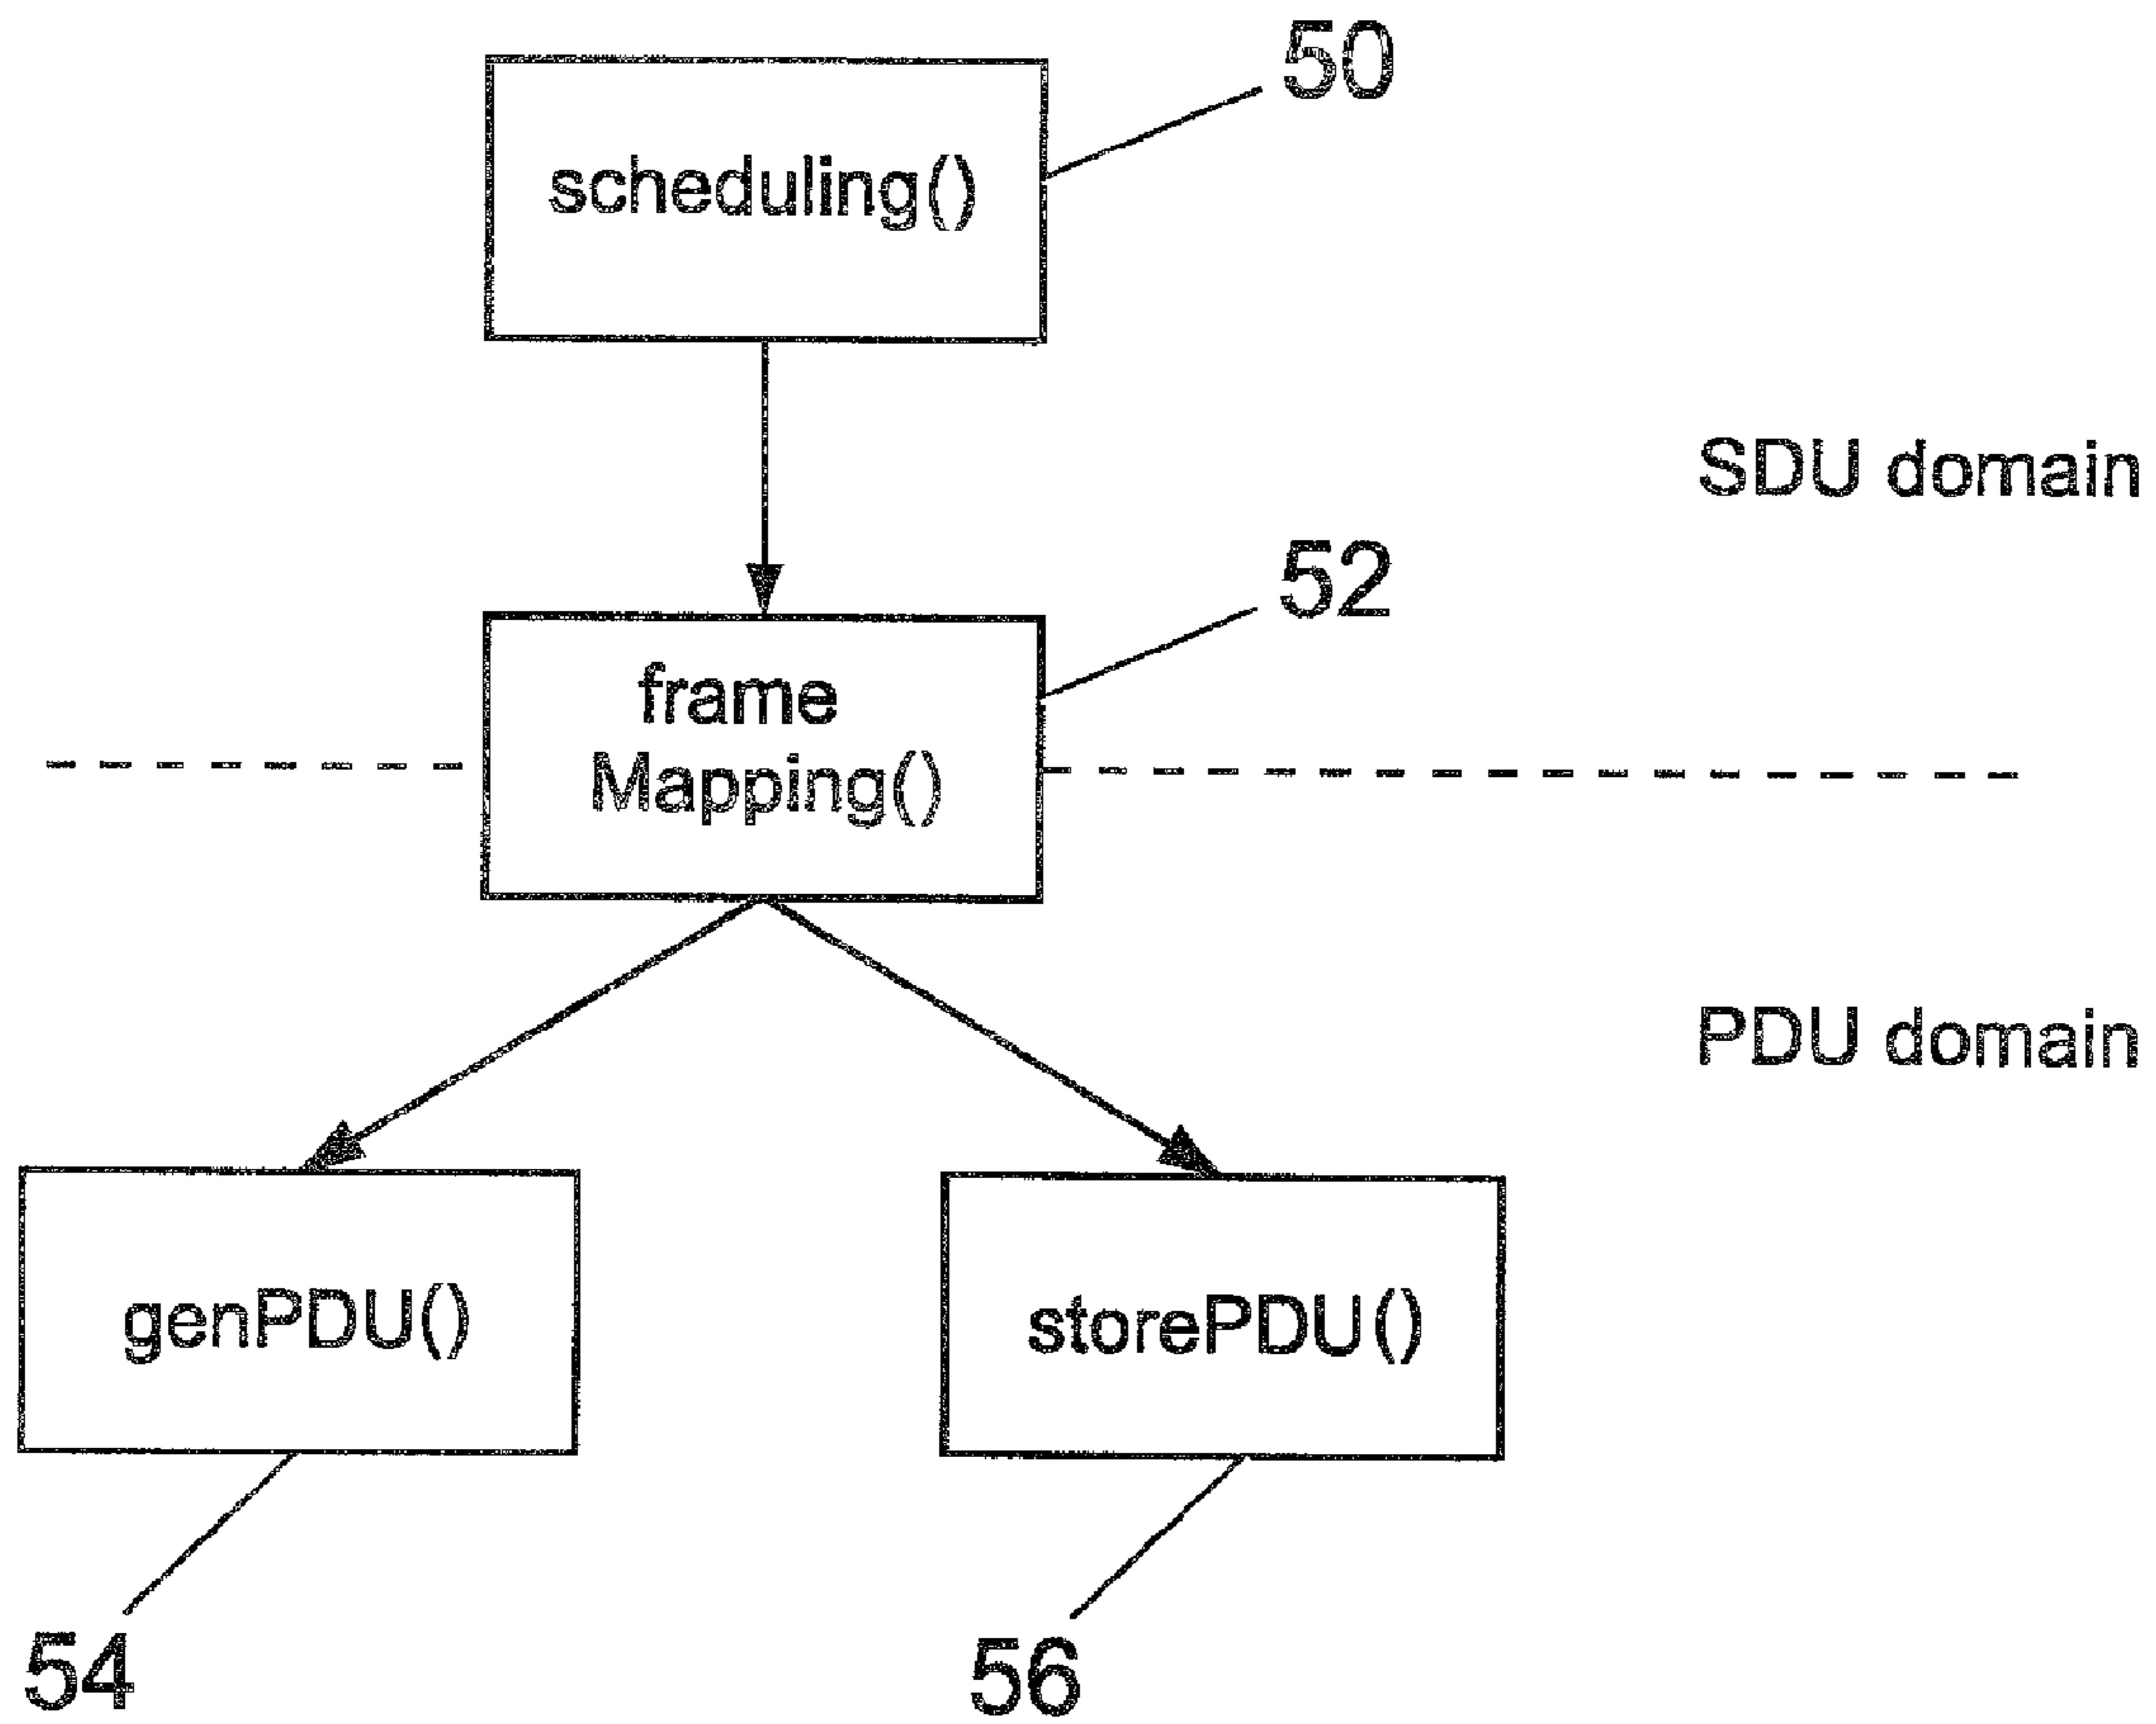 50
scheduling()
SDU domain
52
frame
Mapping()
PDU domain
genPDU()
storePDU()
54
56